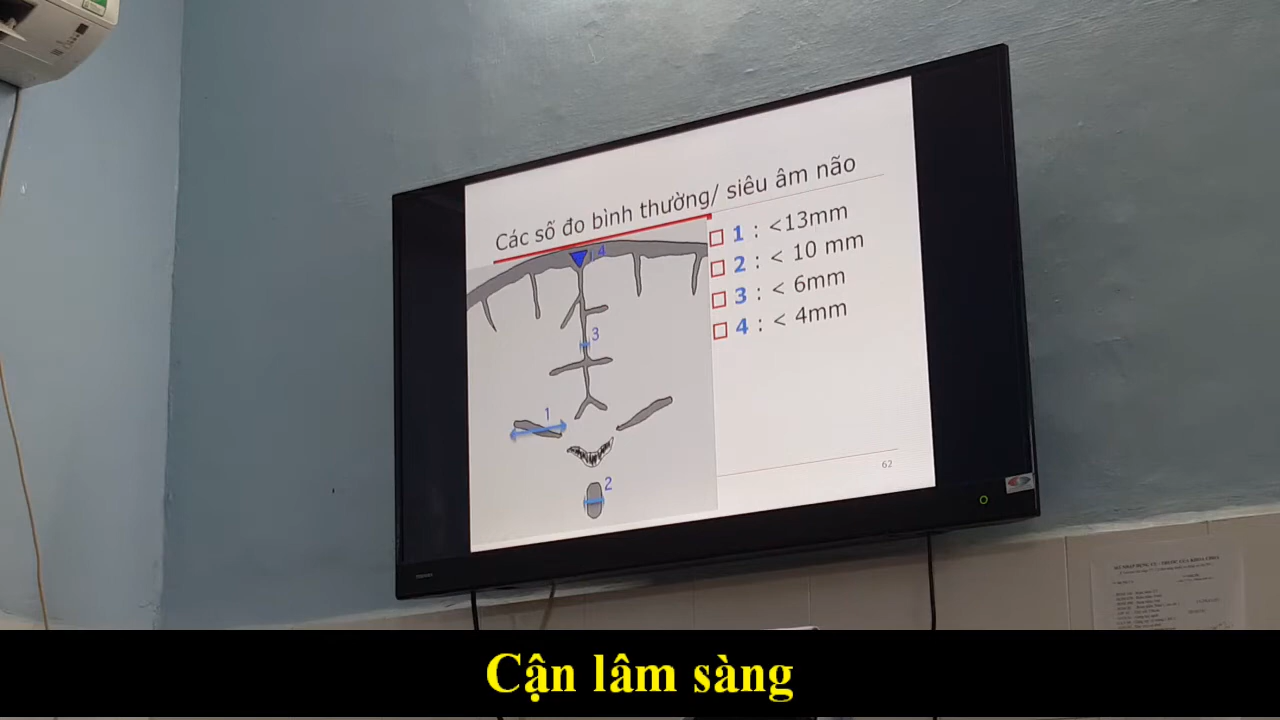 Các số đo bình thường/ siêu âm não
4
3
1
2
1 : <13mm
2 : < 10 mm
3 : < 6mm
4 : < 4mm
62
Cận lâm sàng